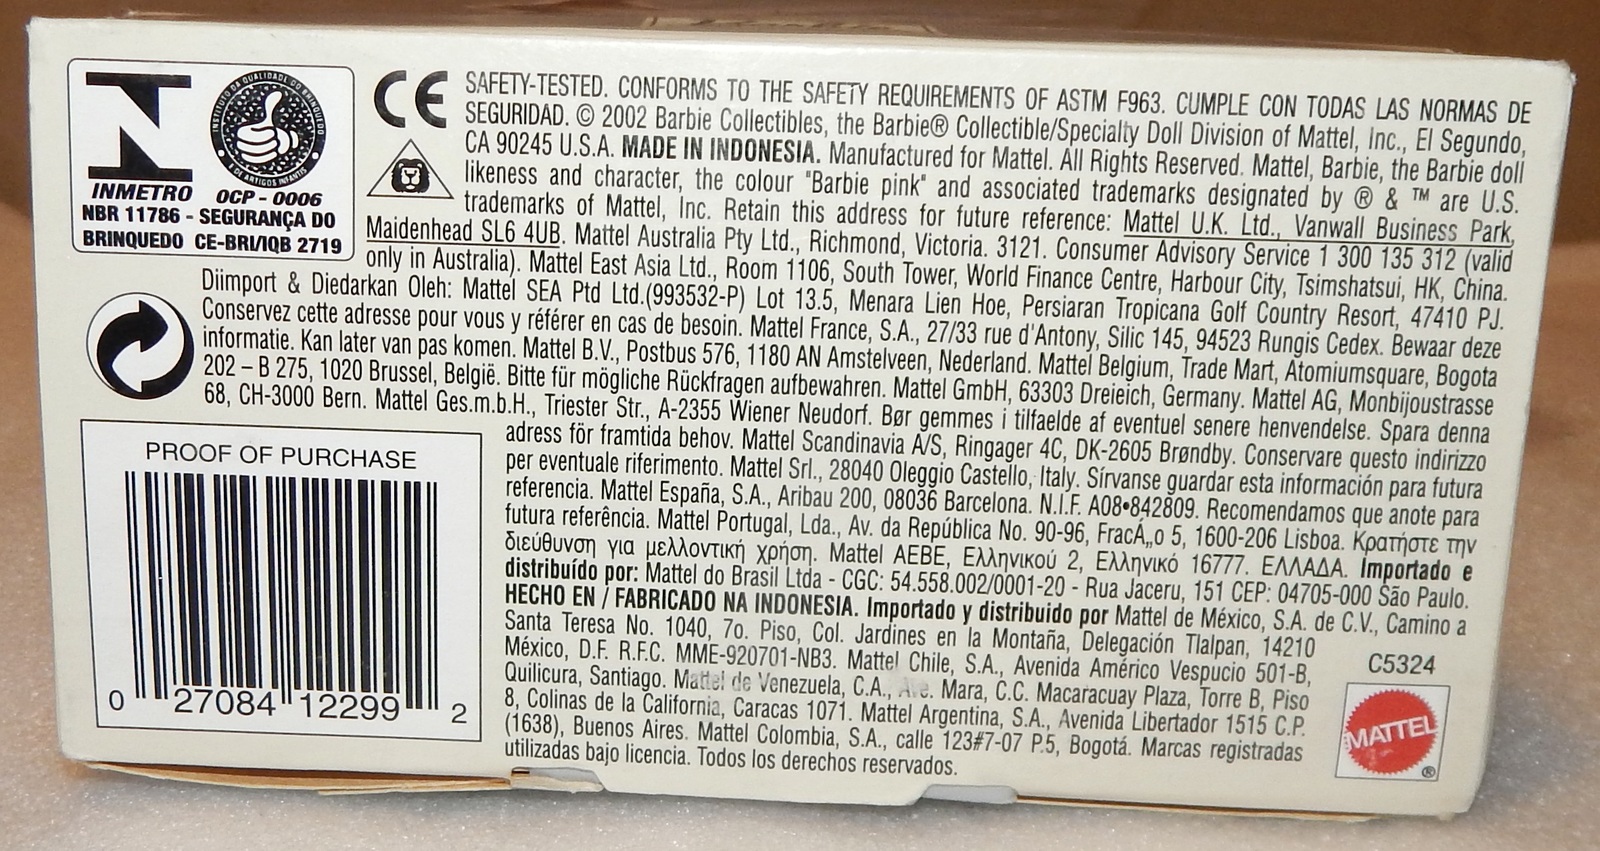 INMETRO
OCP - 0006
NBR 11786 - SEGURANÇA DO
BRINQUEDO CE-BRI/IQB 2719
CE
SAFETY-TESTED. CONFORMS TO THE SAFETY REQUIREMENTS OF ASTM F963. CUMPLE CON TODAS LAS NORMAS DE
SEGURIDAD. © 2002 Barbie Collectibles, the Barbie® Collectible/Specialty Doll Division of Mattel, Inc., El Segundo,
CA 90245 U.S.A. MADE IN INDONESIA. Manufactured for Mattel. All Rights Reserved. Mattel, Barbie, the Barbie doll
likeness and character, the colour "Barbie pink" and associated trademarks designated by ® & ™ are U.S.
trademarks of Mattel, Inc. Retain this address for future reference: Mattel U.K. Ltd., Vanwall Business Park,
Maidenhead SL6 4UB. Mattel Australia Pty Ltd., Richmond, Victoria. 3121. Consumer Advisory Service 1 300 135 312 (valid
only in Australia). Mattel East Asia Ltd., Room 1106, South Tower, World Finance Centre, Harbour City, Tsimshatsui, HK, China.
Diimport & Diedarkan Oleh: Mattel SEA Ptd Ltd.(993532-P) Lot 13.5, Menara Lien Hoe, Persiaran Tropicana Golf Country Resort, 47410 PJ.
Conservez cette adresse pour vous y référer en cas de besoin. Mattel France, S.A., 27/33 rue d'Antony, Silic 145, 94523 Rungis Cedex. Bewaar deze
informatie. Kan later van pas komen. Mattel B.V., Postbus 576, 1180 AN Amstelveen, Nederland. Mattel Belgium, Trade Mart, Atomiumsquare, Bogota
202 – B 275, 1020 Brussel, België. Bitte für mögliche Rückfragen aufbewahren. Mattel GmbH, 63303 Dreieich, Germany. Mattel AG, Monbijoustrasse
68, CH-3000 Bern. Mattel Ges.m.b.H., Triester Str., A-2355 Wiener Neudorf. Bør gemmes i tilfaelde af eventuel senere henvendelse. Spara denna
adress för framtida behov. Mattel Scandinavia A/S, Ringager 4C, DK-2605 Brøndby. Conservare questo indirizzo
per eventuale riferimento. Mattel Srl., 28040 Oleggio Castello, Italy. Sírvanse guardar esta información para futura
referencia. Mattel España, S.A., Aribau 200, 08036 Barcelona. N.I.F. A08•842809. Recomendamos que anote para
futura referência. Mattel Portugal, Lda., Av. da República No. 90-96, FracÁ„o 5, 1600-206 Lisboa. Κρατήστε την
διεύθυνση για μελλοντική χρήση. Mattel AEBE, Ελληνικού 2, Ελληνικό 16777. ΕΛΛΑΔΑ. Importado e
distribuído por: Mattel do Brasil Ltda - CGC: 54.558.002/0001-20 - Rua Jaceru, 151 CEP: 04705-000 São Paulo.
HECHO EN / FABRICADO NA INDONESIA. Importado y distribuido por Mattel de México, S.A. de C.V., Camino a
Santa Teresa No. 1040, 7o. Piso, Col. Jardines en la Montaña, Delegación Tlalpan, 14210
México, D.F. R.F.C. MME-920701-NB3. Mattel Chile, S.A., Avenida Américo Vespucio 501-B,
Quilicura, Santiago. Mattel de Venezuela, C.A., Ave. Mara, C.C. Macaracuay Plaza, Torre B, Piso
8, Colinas de la California, Caracas 1071. Mattel Argentina, S.A., Avenida Libertador 1515 C.P.
(1638), Buenos Aires. Mattel Colombia, S.A., calle 123#7-07 P.5, Bogotá. Marcas registradas
utilizadas bajo licencia. Todos los derechos reservados.
PROOF OF PURCHASE
0 27084 12299 2
C5324
MATTEL
®